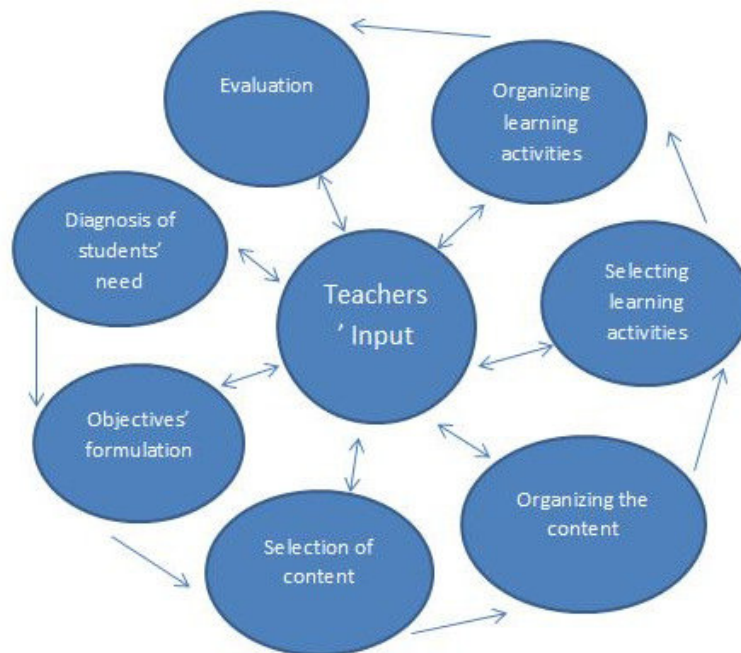 Evaluation
Organizing
learning
activities
Diagnosis of
students’
need
Selecting
learning
activities
Teachers
’ Input
Objectives’
formulation
Organizing the
content
Selection of
content